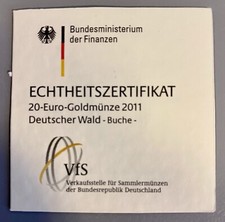 Bundesministerium
der Finanzen
ECHTHEITSZERTIFIKAT
20-Euro-Goldmünze 2011
Deutscher Wald - Buche -
VfS
Verkaufsstelle für Sammlermünzen
der Bundesrepublik Deutschland